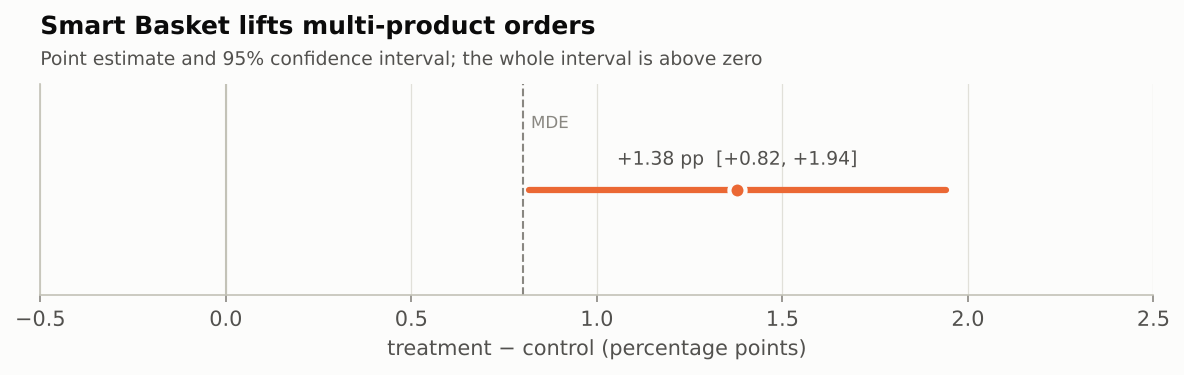 Smart Basket lifts multi-product orders
Point estimate and 95% confidence interval; the whole interval is above zero
MDE
+1.38 pp  [+0.82, +1.94]
−0.5 0.0 0.5 1.0 1.5 2.0 2.5
treatment − control (percentage points)